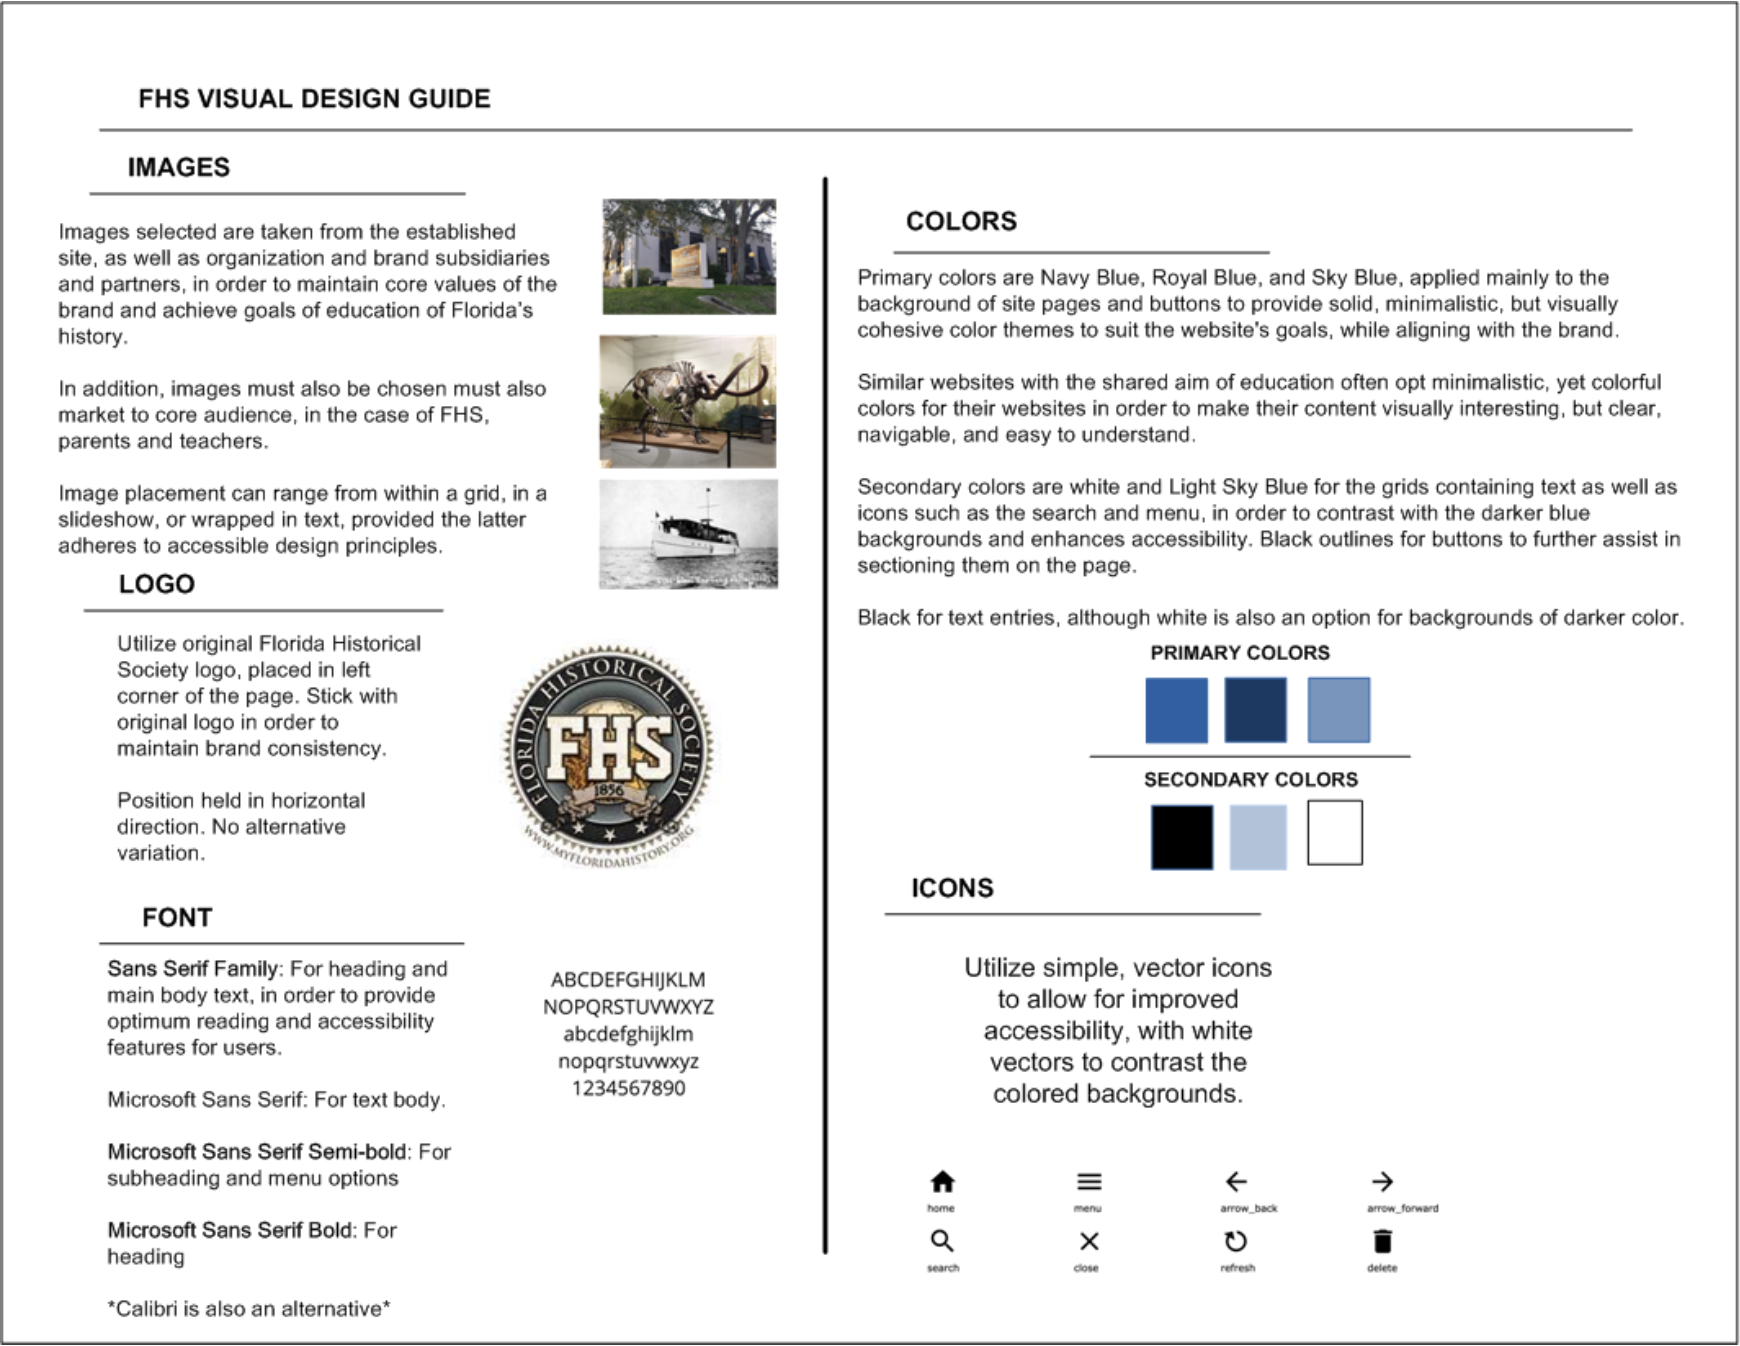 FHS VISUAL DESIGN GUIDE
IMAGES
Images selected are taken from the established
site, as well as organization and brand subsidiaries
and partners, in order to maintain core values of the
brand and achieve goals of education of Florida's
history.
In addition, images must also be chosen must also
market to core audience, in the case of FHS,
parents and teachers.
Image placement can range from within a grid, in a
slideshow, or wrapped in text, provided the latter
adheres to accessible design principles.
LOGO
Utilize original Florida Historical
Society logo, placed in left
corner of the page. Stick with
original logo in order to
maintain brand consistency.
Position held in horizontal
direction. No alternative
variation.
FLORIDA HISTORICAL SOCIETY
FHS
1856
WWW.MYFLORIDAHISTORY.ORG
FONT
Sans Serif Family: For heading and
main body text, in order to provide
optimum reading and accessibility
features for users.
Microsoft Sans Serif: For text body.
Microsoft Sans Serif Semi-bold: For
subheading and menu options
Microsoft Sans Serif Bold: For
heading
*Calibri is also an alternative*
ABCDEFGHIJKLM
NOPQRSTUVWXYZ
abcdefghijklm
nopqrstuvwxyz
1234567890
COLORS
Primary colors are Navy Blue, Royal Blue, and Sky Blue, applied mainly to the
background of site pages and buttons to provide solid, minimalistic, but visually
cohesive color themes to suit the website's goals, while aligning with the brand.
Similar websites with the shared aim of education often opt minimalistic, yet colorful
colors for their websites in order to make their content visually interesting, but clear,
navigable, and easy to understand.
Secondary colors are white and Light Sky Blue for the grids containing text as well as
icons such as the search and menu, in order to contrast with the darker blue
backgrounds and enhances accessibility. Black outlines for buttons to further assist in
sectioning them on the page.
Black for text entries, although white is also an option for backgrounds of darker color.
PRIMARY COLORS
SECONDARY COLORS
ICONS
Utilize simple, vector icons
to allow for improved
accessibility, with white
vectors to contrast the
colored backgrounds.
home
menu
arrow_back
arrow_forward
search
close
refresh
delete